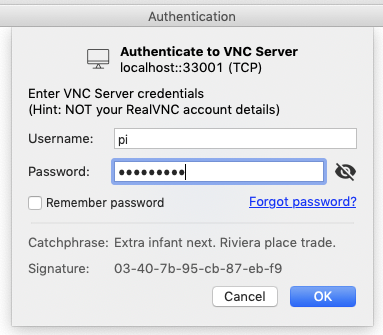 Authentication
Authenticate to VNC Server
localhost::33001 (TCP)
Enter VNC Server credentials
(Hint: NOT your RealVNC account details)
Username: pi
Password: ●●●●●●●●●
Remember password Forgot password?
Catchphrase: Extra infant next. Riviera place trade.
Signature: 03-40-7b-95-cb-87-eb-f9
Cancel OK